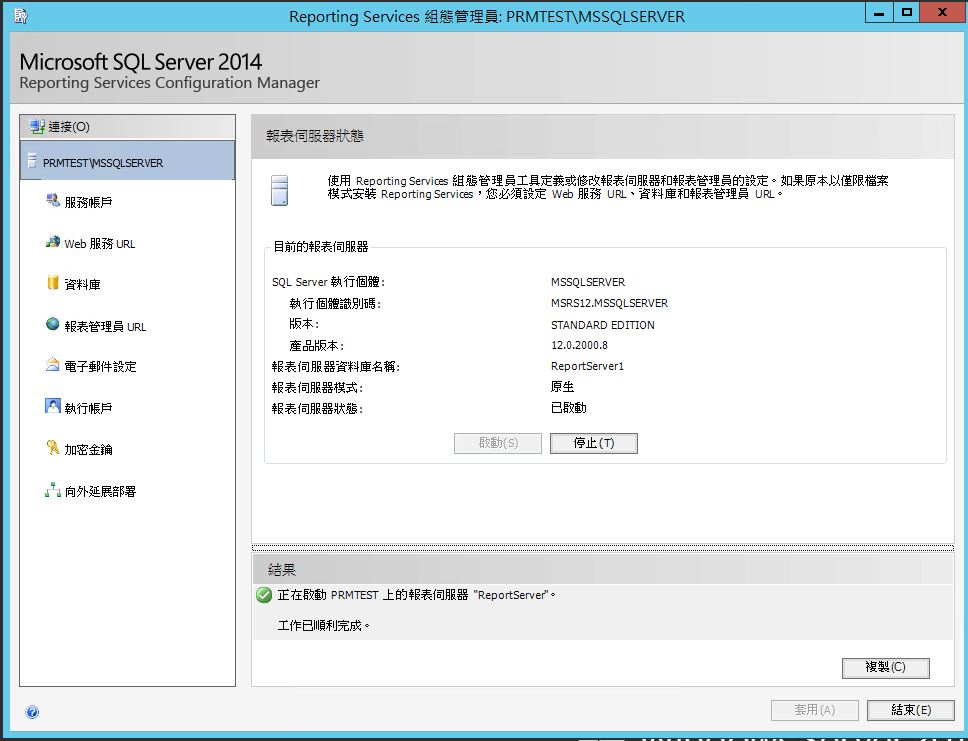 Reporting Services 組態管理員: PRMTEST\MSSQLSERVER
Microsoft SQL Server 2014
Reporting Services Configuration Manager
連接(O)
PRMTEST\MSSQLSERVER
服務帳戶
Web 服務 URL
資料庫
報表管理員 URL
電子郵件設定
執行帳戶
加密金鑰
向外延展部署
報表伺服器狀態
使用 Reporting Services 組態管理員工具定義或修改報表伺服器和報表管理員的設定。如果原本以僅限檔案
模式安裝 Reporting Services，您必須設定 Web 服務 URL、資料庫和報表管理員 URL。
目前的報表伺服器
SQL Server 執行個體: MSSQLSERVER
執行個體識別碼: MSRS12.MSSQLSERVER
版本: STANDARD EDITION
產品版本: 12.0.2000.8
報表伺服器資料庫名稱: ReportServer1
報表伺服器模式: 原生
報表伺服器狀態: 已啟動
啟動(S) 停止(T)
結果
正在啟動 PRMTEST 上的報表伺服器 "ReportServer"。
工作已順利完成。
複製(C)
套用(A) 結束(E)